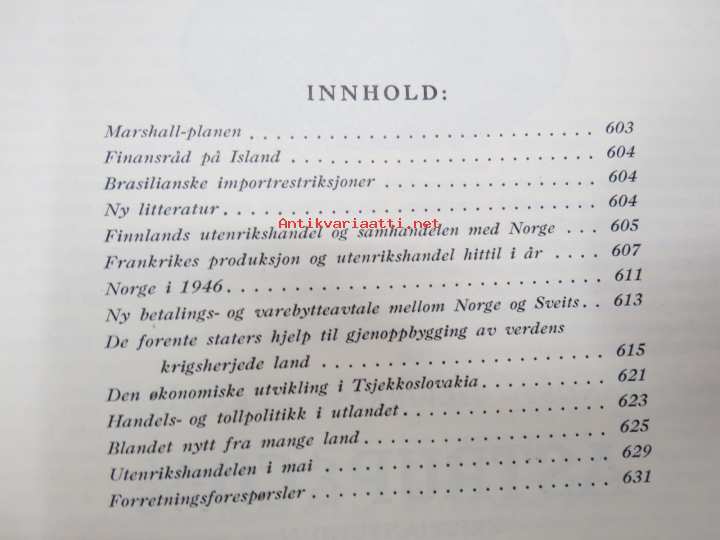 INNHOLD:
Marshall-planen . . . . . . . . . . . . . . . . . . . . . . . . . . . 603
Finansråd på Island . . . . . . . . . . . . . . . . . . . . . . . . 604
Brasilianske importrestriksjoner . . . . . . . . . . . . . . . . . 604
Ny litteratur . . . . . . . . . . . . . . . . . . . . . . . . . . . . . 604
Antikvariaatti.net
Finnlands utenrikshandel og samhandelen med Norge . . . 605
Frankrikes produksjon og utenrikshandel hittil i år . . . . 607
Norge i 1946 . . . . . . . . . . . . . . . . . . . . . . . . . . . . . 611
Ny betalings- og varebytteavtale mellom Norge og Sveits . . 613
De forente staters hjelp til gjenoppbygging av verdens
krigsherjede land . . . . . . . . . . . . . . . . . . . . . . 615
Den økonomiske utvikling i Tsjekkoslovakia . . . . . . . . . . 621
Handels- og tollpolitikk i utlandet . . . . . . . . . . . . . . . . 623
Blandet nytt fra mange land . . . . . . . . . . . . . . . . . . . 625
Utenrikshandelen i mai . . . . . . . . . . . . . . . . . . . . . . 629
Forretningsforespørsler . . . . . . . . . . . . . . . . . . . . . . 631